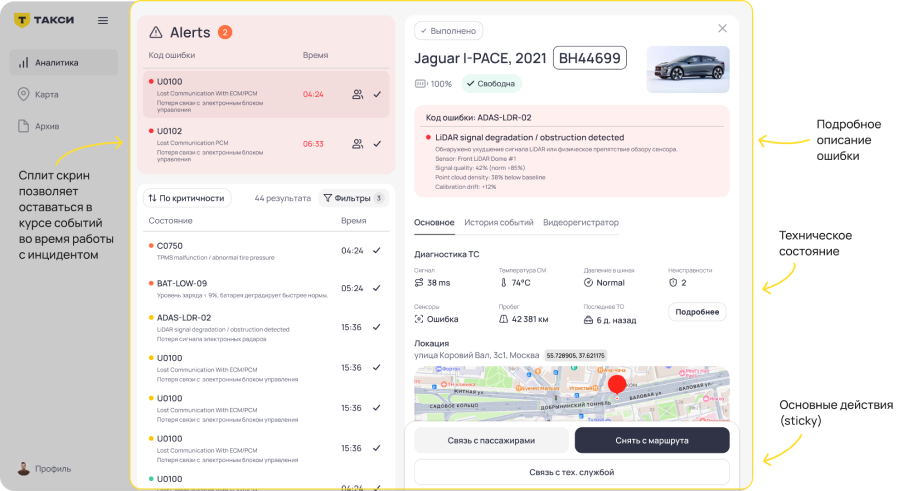 ТАКСИ
Аналитика
Карта
Архив
Сплит скрин
позволяет
оставаться в
курсе событий
во время работы
с инцидентом
Профиль
Alerts 2
Код ошибки Время
U0100
Lost Communication With ECM/PCM
Потеря связи с электронным блоком
управления
04:24
U0102
Lost Communication PCM
Потеря связи с электронным блоком
управления
06:33
По критичности 44 результата Фильтры 3
Состояние Время
C0750
TPMS malfunction / abnormal tire pressure
04:24
BAT-LOW-09
Уровень заряда < 9%, батарея деградирует быстрее нормы.
05:24
ADAS-LDR-02
LiDAR signal degradation / obstruction detected
Потеря сигнала электронных радаров
15:36
U0100
Lost Communication With ECM/PCM
Потеря связи с электронным блоком управления
15:36
U0100
Lost Communication With ECM/PCM
Потеря связи с электронным блоком управления
15:36
U0100
Lost Communication With ECM/PCM
Потеря связи с электронным блоком управления
15:36
U0100
04:24
Выполнено
Jaguar I-PACE, 2021 BH44699
100% Свободна
Код ошибки: ADAS-LDR-02
LiDAR signal degradation / obstruction detected
Обнаружено ухудшение сигнала LiDAR или физическое препятствие обзору сенсора.
Sensor: Front LiDAR Dome #1
Signal quality: 42% (norm >85%)
Point cloud density: 38% below baseline
Calibration drift: +12%
Основное История событий Видеорегистратор
Диагностика ТС
Сигнал Температура СМ Давление в шинах Неисправности
38 ms 74°C Normal 2
Сенсоры Пробег Последнее ТО
Ошибка 42 381 км 6 д. назад Подробнее
Локация
улица Коровий Вал, 3с1, Москва 55.728905, 37.621175
ЖИТНАЯ ул.
САДОВОЕ КОЛЬЦО
ДОБРЫНИНСКИЙ ТОННЕЛЬ
ВАЛОВАЯ ул.
ВАЛОВАЯ ул.
Связь с пассажирами Снять с маршрута
Связь с тех. службой
Подробное
описание
ошибки
Техническое
состояние
Основные действия
(sticky)